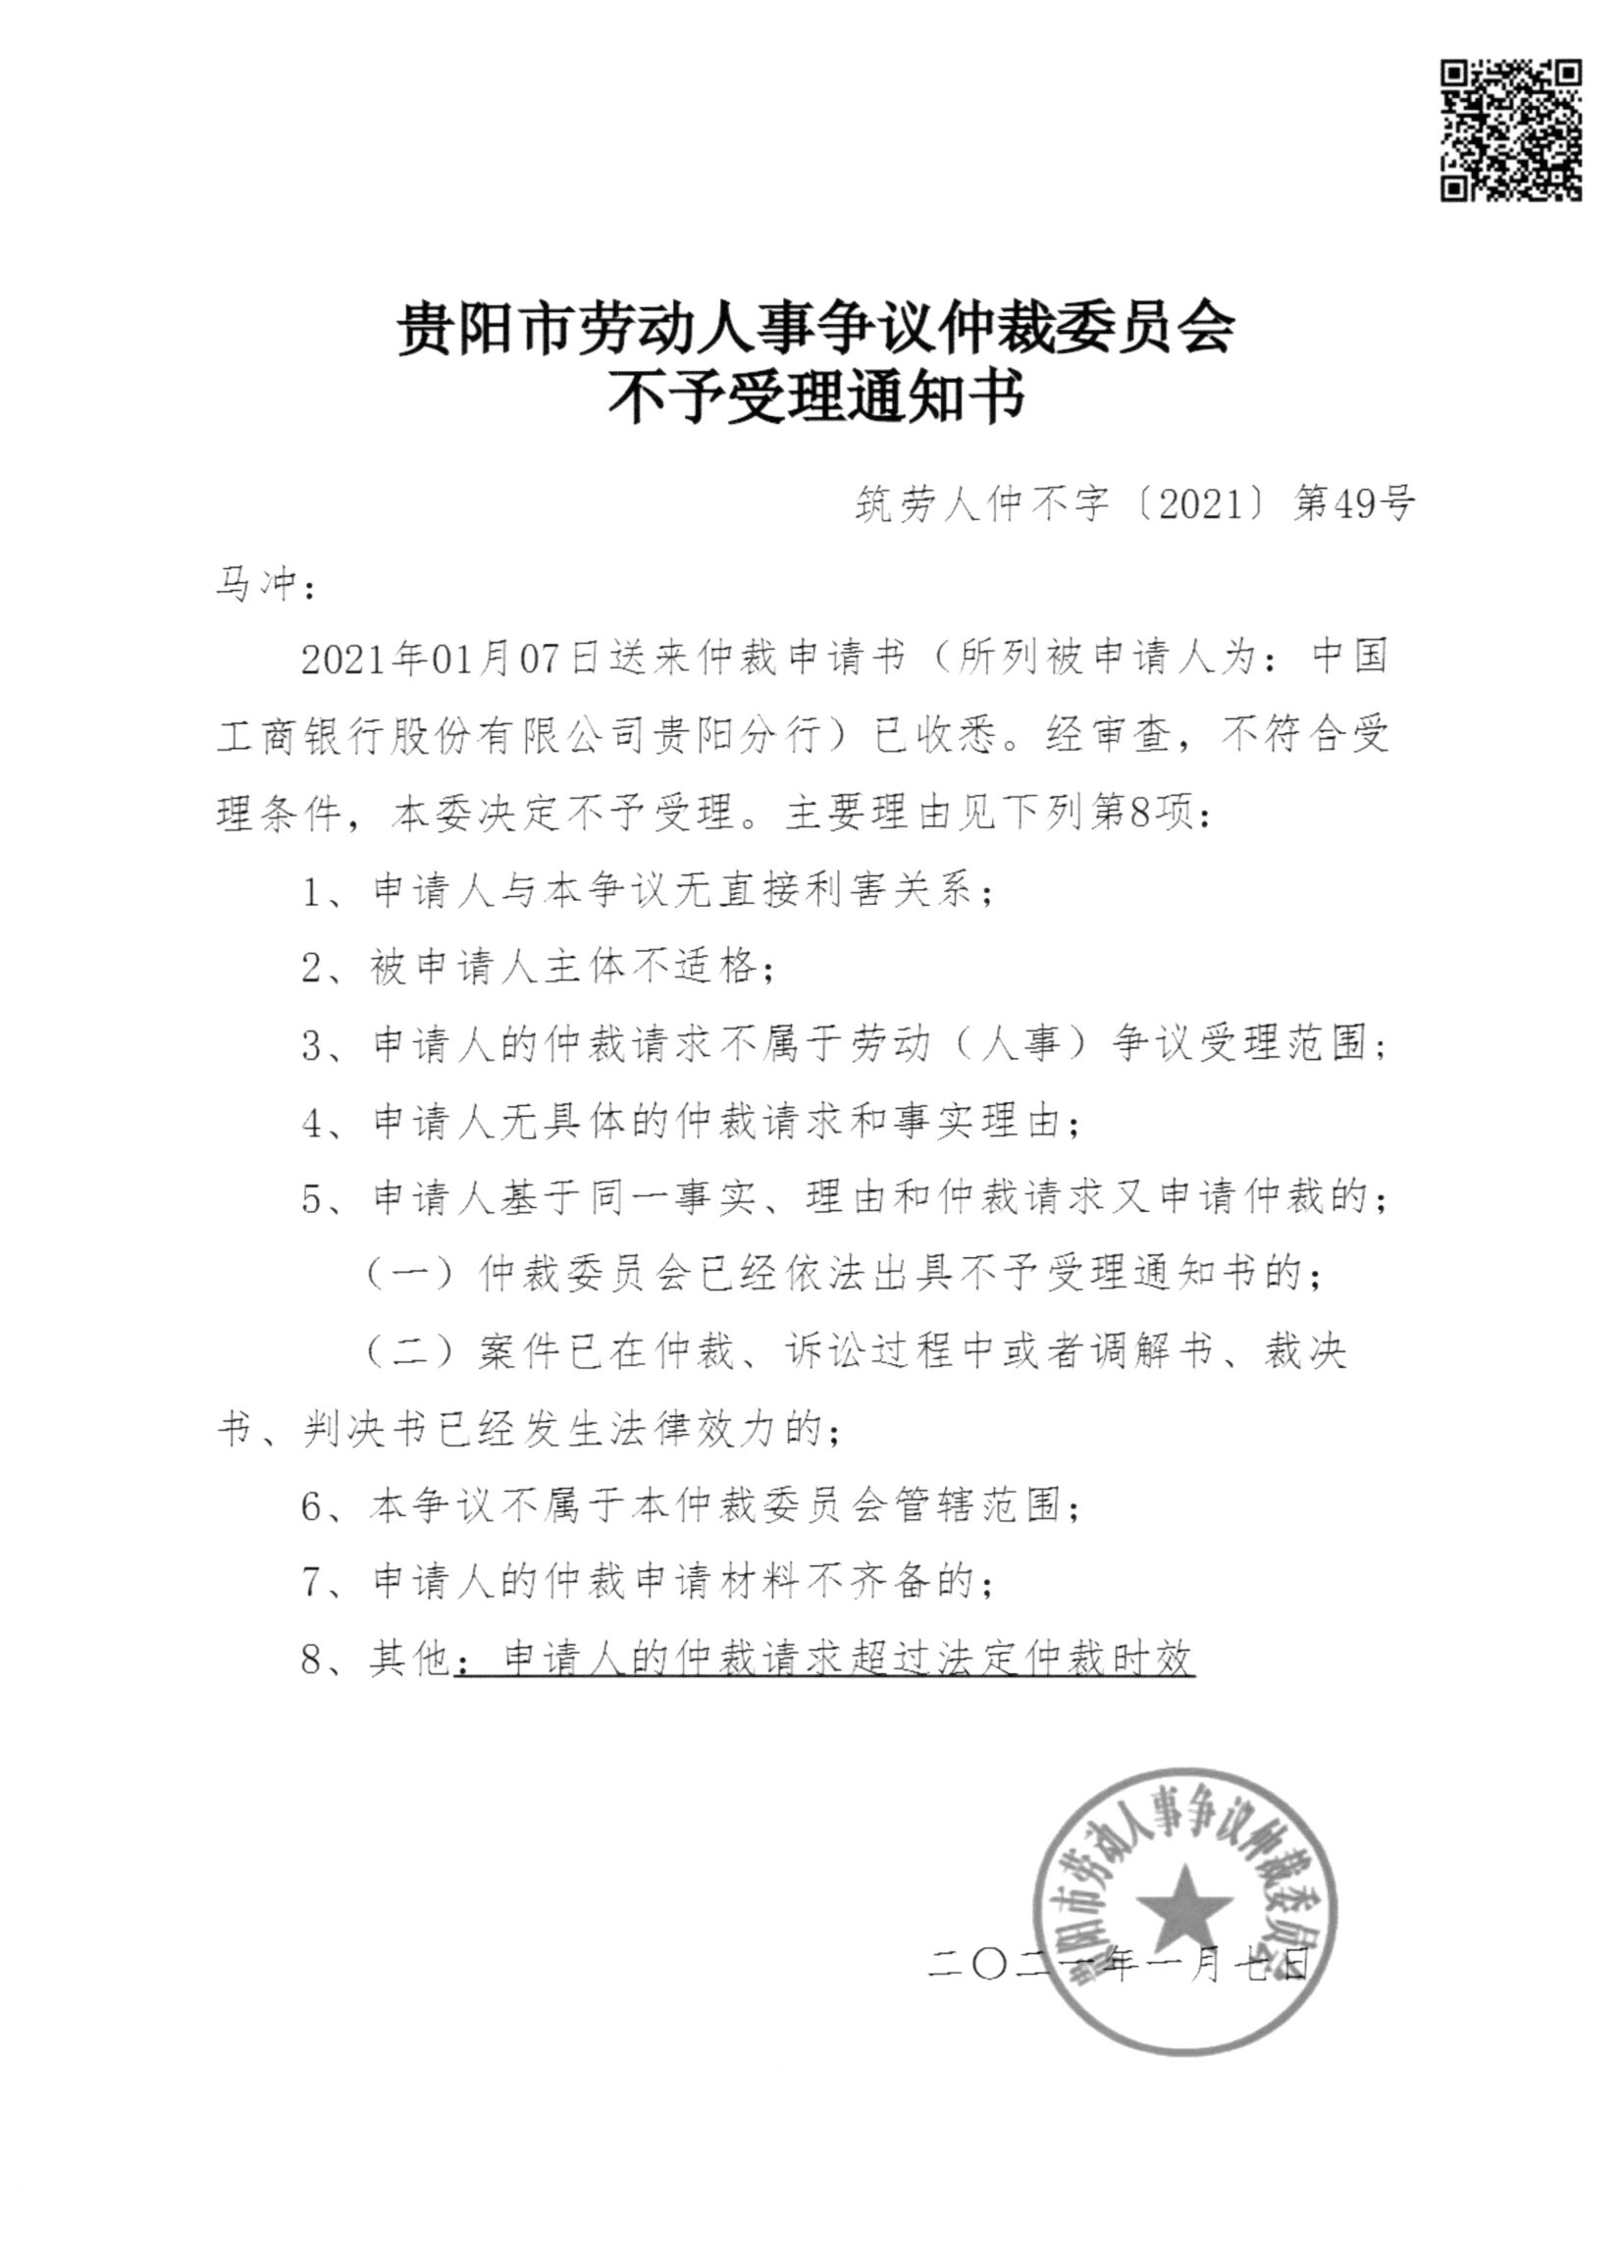 贵阳市劳动人事争议仲裁委员会
不予受理通知书
筑劳人仲不字〔2021〕第49号
马冲：
2021年01月07日送来仲裁申请书（所列被申请人为：中国
工商银行股份有限公司贵阳分行）已收悉。经审查，不符合受
理条件，本委决定不予受理。主要理由见下列第8项：
1、申请人与本争议无直接利害关系；
2、被申请人主体不适格；
3、申请人的仲裁请求不属于劳动（人事）争议受理范围；
4、申请人无具体的仲裁请求和事实理由；
5、申请人基于同一事实、理由和仲裁请求又申请仲裁的；
（一）仲裁委员会已经依法出具不予受理通知书的；
（二）案件已在仲裁、诉讼过程中或者调解书、裁决
书、判决书已经发生法律效力的；
6、本争议不属于本仲裁委员会管辖范围；
7、申请人的仲裁申请材料不齐备的；
8、其他：申请人的仲裁请求超过法定仲裁时效
贵阳市劳动人事争议仲裁委员会
二〇二一年一月七日